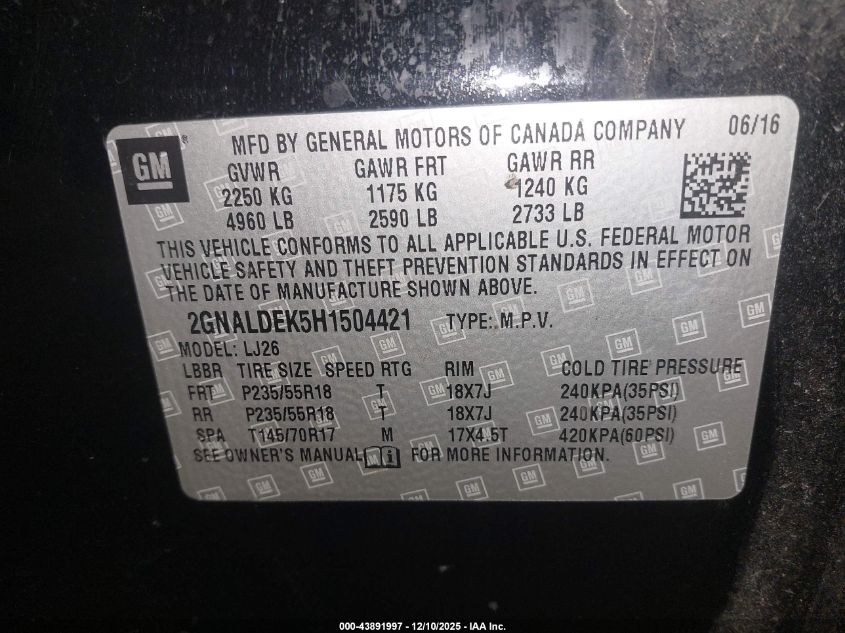 GM
®
MFD BY GENERAL MOTORS OF CANADA COMPANY 06/16
GVWR GAWR FRT GAWR RR
2250 KG 1175 KG 1240 KG
4960 LB 2590 LB 2733 LB
THIS VEHICLE CONFORMS TO ALL APPLICABLE U.S. FEDERAL MOTOR
VEHICLE SAFETY AND THEFT PREVENTION STANDARDS IN EFFECT ON
THE DATE OF MANUFACTURE SHOWN ABOVE.
2GNALDEK5H1504421 TYPE: M.P.V.
MODEL: LJ26
LBBR TIRE SIZE SPEED RTG RIM COLD TIRE PRESSURE
FRT P235/55R18 T 18X7J 240KPA(35PSI)
RR P235/55R18 T 18X7J 240KPA(35PSI)
SPA T145/70R17 M 17X4.5T 420KPA(60PSI)
SEE OWNER'S MANUAL FOR MORE INFORMATION.
000-43891997 - 12/10/2025 - IAA Inc.